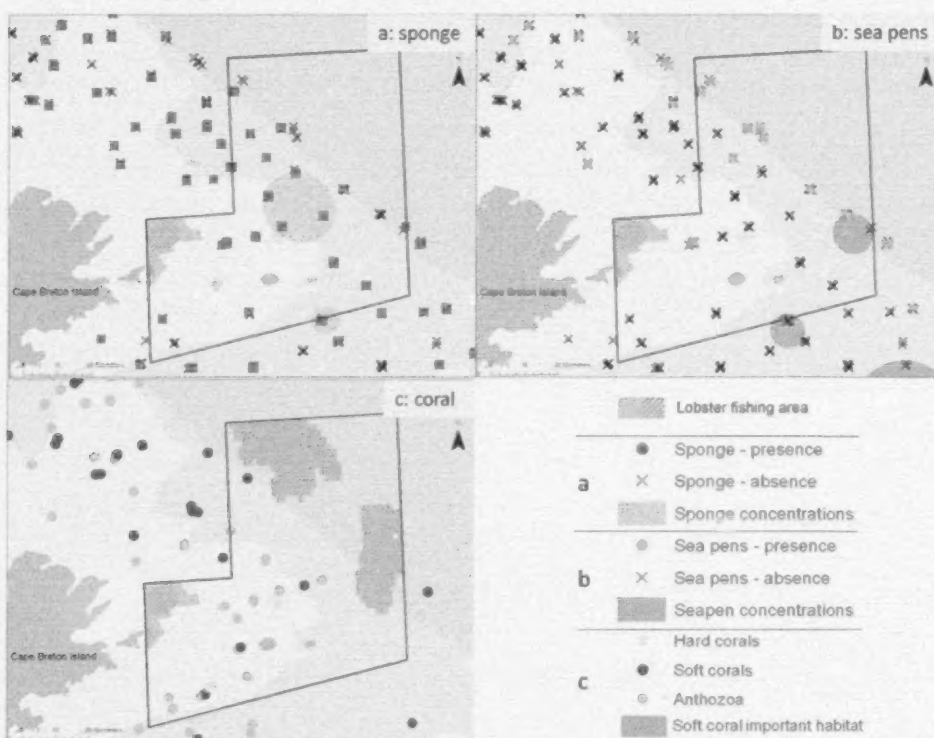 a: sponge
b: sea pens
Cape Breton Island
Cape Breton Island
c: coral
Cape Breton Island
Lobster fishing area
a
Sponge - presence
Sponge - absence
Sponge concentrations
b
Sea pens - presence
Sea pens - absence
Seapen concentrations
c
Hard corals
Soft corals
Anthozoa
Soft coral important habitat